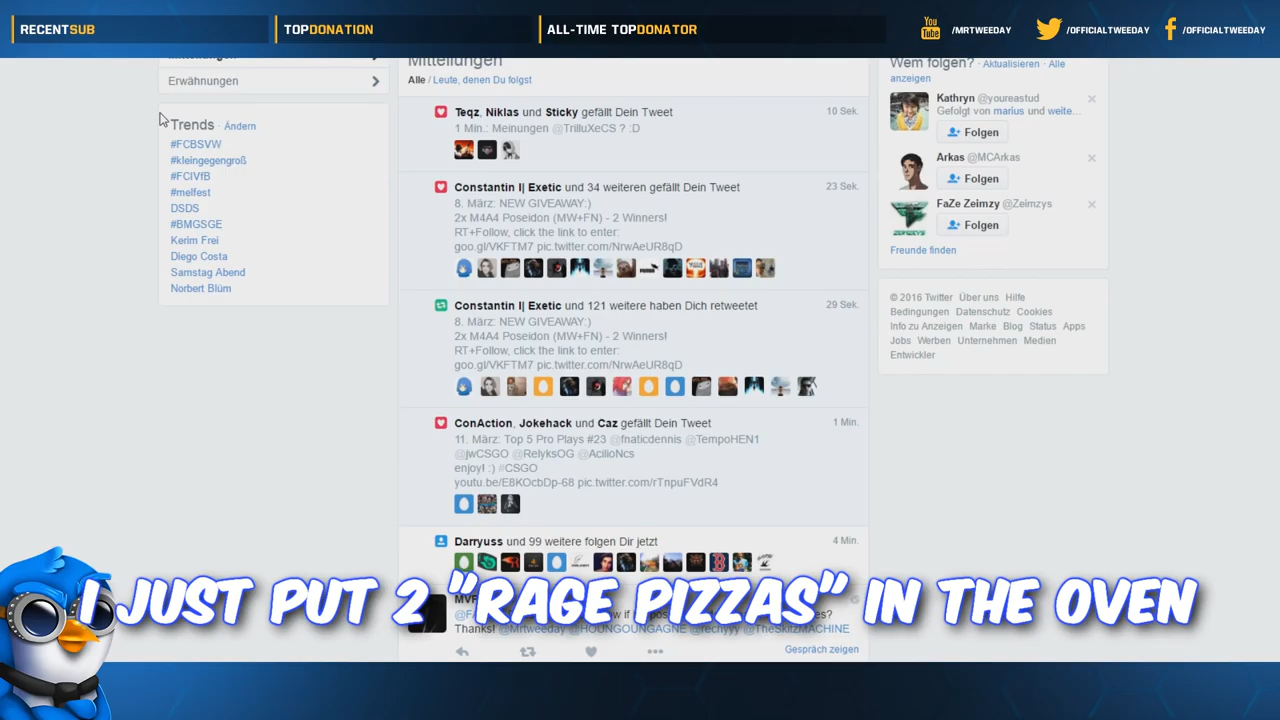 RECENTSUB
TOPDONATION
ALL-TIME TOPDONATOR
You Tube /MRTWEEDAY
/OFFICIALTWEEDAY
/OFFICIALTWEEDAY
Mitteilungen
Erwähnungen
Trends · Ändern
#FCBSVW
#kleingegengroß
#FCIVfB
#melfest
DSDS
#BMGSGE
Kerim Frei
Diego Costa
Samstag Abend
Norbert Blüm
Mitteilungen
Alle / Leute, denen Du folgst
Teqz, Niklas und Sticky gefällt Dein Tweet 10 Sek.
1 Min.: Meinungen @TrilluXeCS ? :D
Constantin I| Exetic und 34 weiteren gefällt Dein Tweet 23 Sek.
8. März: NEW GIVEAWAY:)
2x M4A4 Poseidon (MW+FN) - 2 Winners!
RT+Follow, click the link to enter:
goo.gl/VKFTM7 pic.twitter.com/NrwAeUR8qD
Constantin I| Exetic und 121 weitere haben Dich retweetet 29 Sek.
8. März: NEW GIVEAWAY:)
2x M4A4 Poseidon (MW+FN) - 2 Winners!
RT+Follow, click the link to enter:
goo.gl/VKFTM7 pic.twitter.com/NrwAeUR8qD
ConAction, Jokehack und Caz gefällt Dein Tweet 1 Min.
11. März: Top 5 Pro Plays #23 @fnaticdennis @TempoHEN1
@jwCSGO @RelyksOG @AcilioNcs
enjoy! :) #CSGO
youtu.be/E8KOcbDp-68 pic.twitter.com/rTnpuFVdR4
Darryuss und 99 weitere folgen Dir jetzt 4 Min.
I JUST PUT 2 "RAGE PIZZAS" IN THE OVEN
Thanks! @Mrtweeday @HOUNGOUNGAGNE @rechyyy @TheSkitzMACHINE
Gespräch zeigen
Wem folgen? · Aktualisieren · Alle
anzeigen
Kathryn @youreastud
Gefolgt von marius und weite...
Folgen
Arkas @MCArkas
Folgen
FaZe Zeimzy @Zeimzys
Folgen
Freunde finden
© 2016 Twitter Über uns Hilfe
Bedingungen Datenschutz Cookies
Info zu Anzeigen Marke Blog Status Apps
Jobs Werben Unternehmen Medien
Entwickler